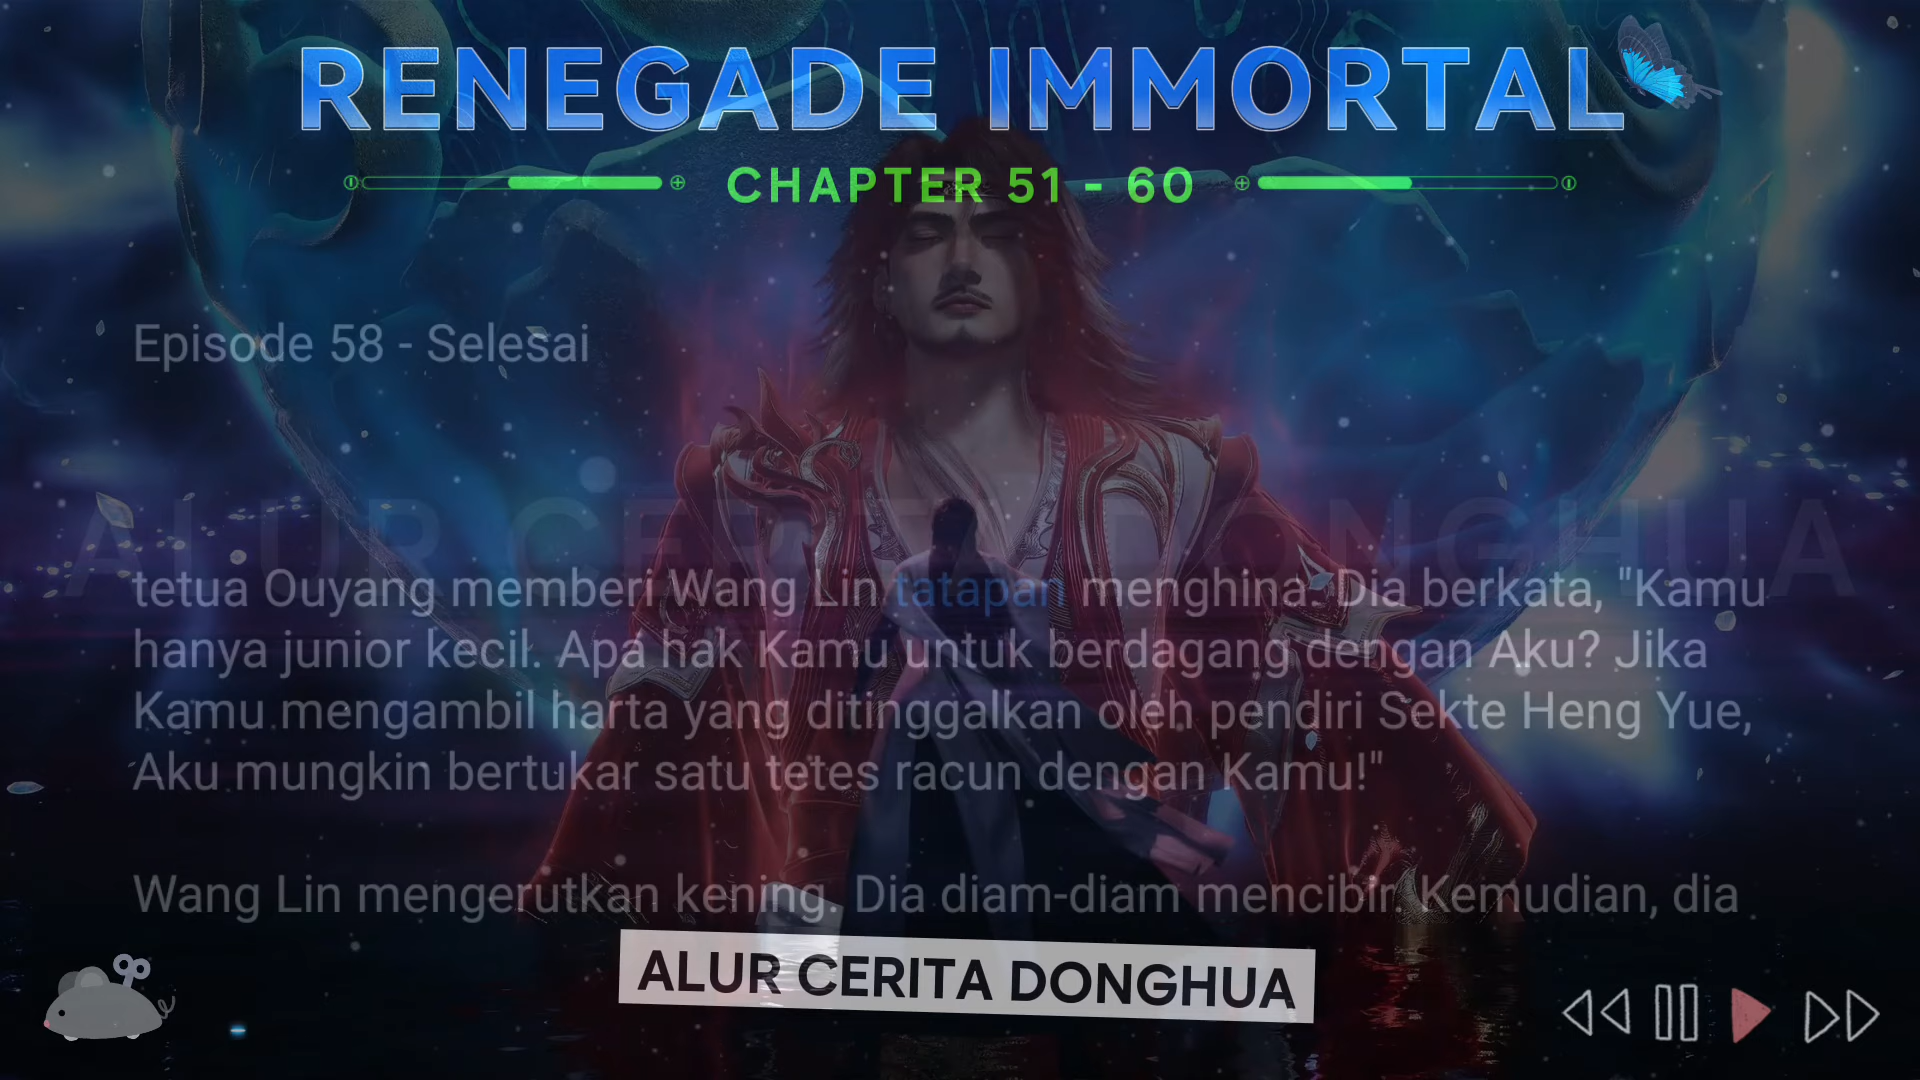 RENEGADE IMMORTAL
CHAPTER 51 - 60
Episode 58 - Selesai
ALUR CERITA DONGHUA
tetua Ouyang memberi Wang Lin tatapan menghina. Dia berkata, "Kamu
hanya junior kecil. Apa hak Kamu untuk berdagang dengan Aku? Jika
Kamu mengambil harta yang ditinggalkan oleh pendiri Sekte Heng Yue,
Aku mungkin bertukar satu tetes racun dengan Kamu!"
Wang Lin mengerutkan kening. Dia diam-diam mencibir. Kemudian, dia
ALUR CERITA DONGHUA